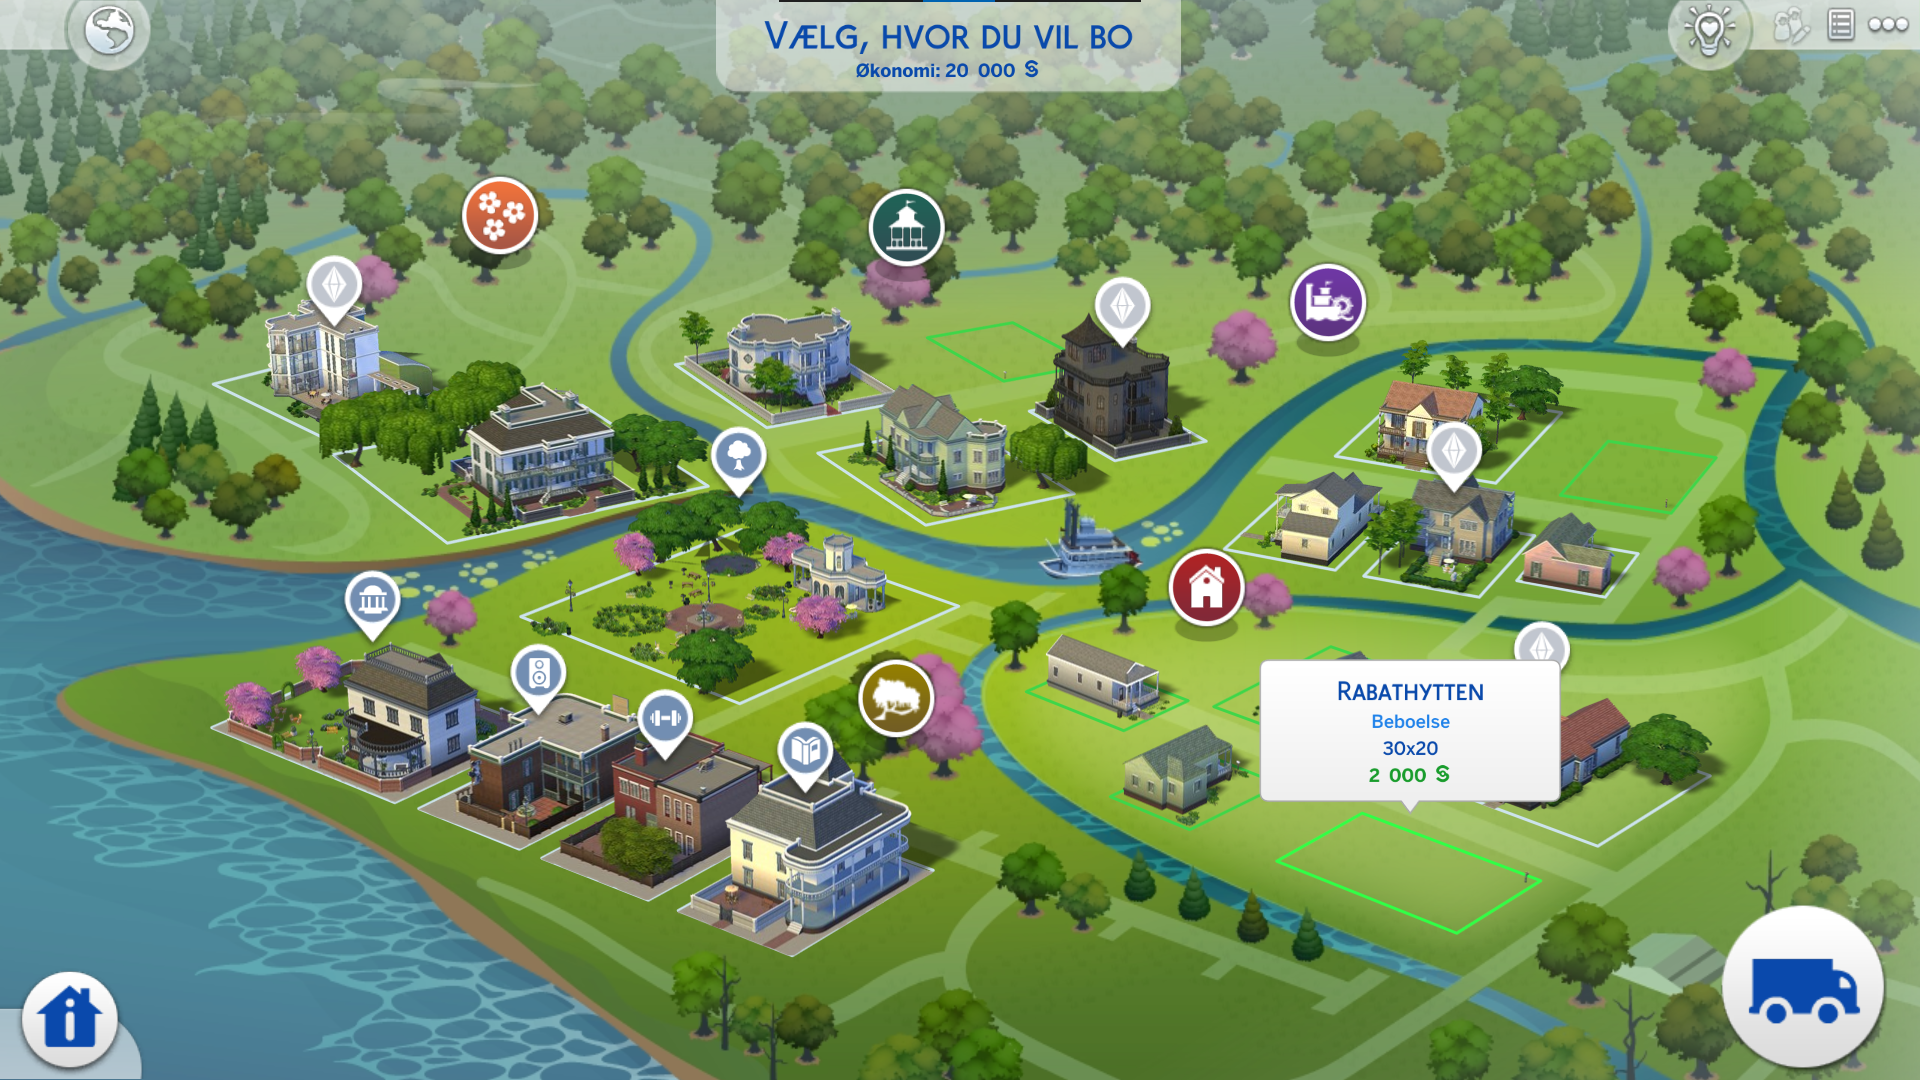 VÆLG, HVOR DU VIL BO
Økonomi: 20 000 §
RABATHYTTEN
Beboelse
30x20
2 000 §